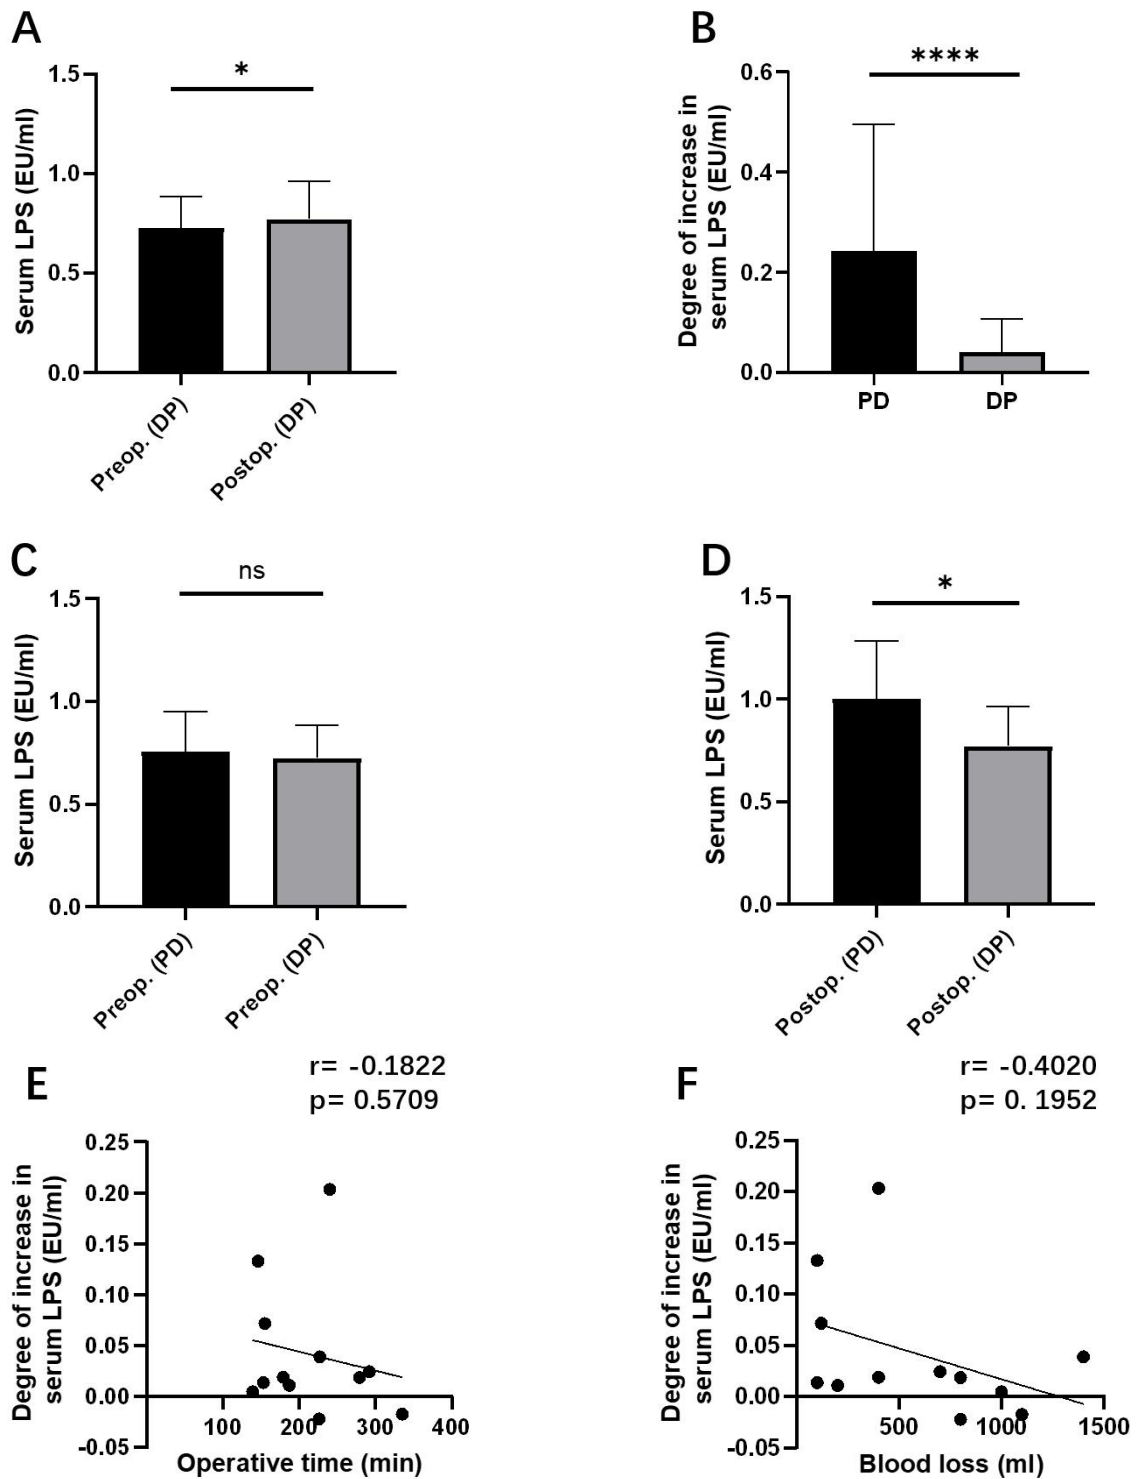 A
Serum LPS (EU/ml)
1.5
1.0
0.5
0.0
*
Preop. (DP)
Postop. (DP)
B
Degree of increase in
serum LPS (EU/ml)
0.6
0.4
0.2
0.0
****
PD
DP
C
Serum LPS (EU/ml)
1.5
1.0
0.5
0.0
ns
Preop. (PD)
Preop. (DP)
D
Serum LPS (EU/ml)
1.5
1.0
0.5
0.0
*
Postop. (PD)
Postop. (DP)
E
r= -0.1822
p= 0.5709
Degree of increase in
serum LPS (EU/ml)
0.25
0.20
0.15
0.10
0.05
0.00
-0.05
100 200 300 400
Operative time (min)
F
r= -0.4020
p= 0. 1952
Degree of increase in
serum LPS (EU/ml)
0.25
0.20
0.15
0.10
0.05
0.00
-0.05
500 1000 1500
Blood loss (ml)